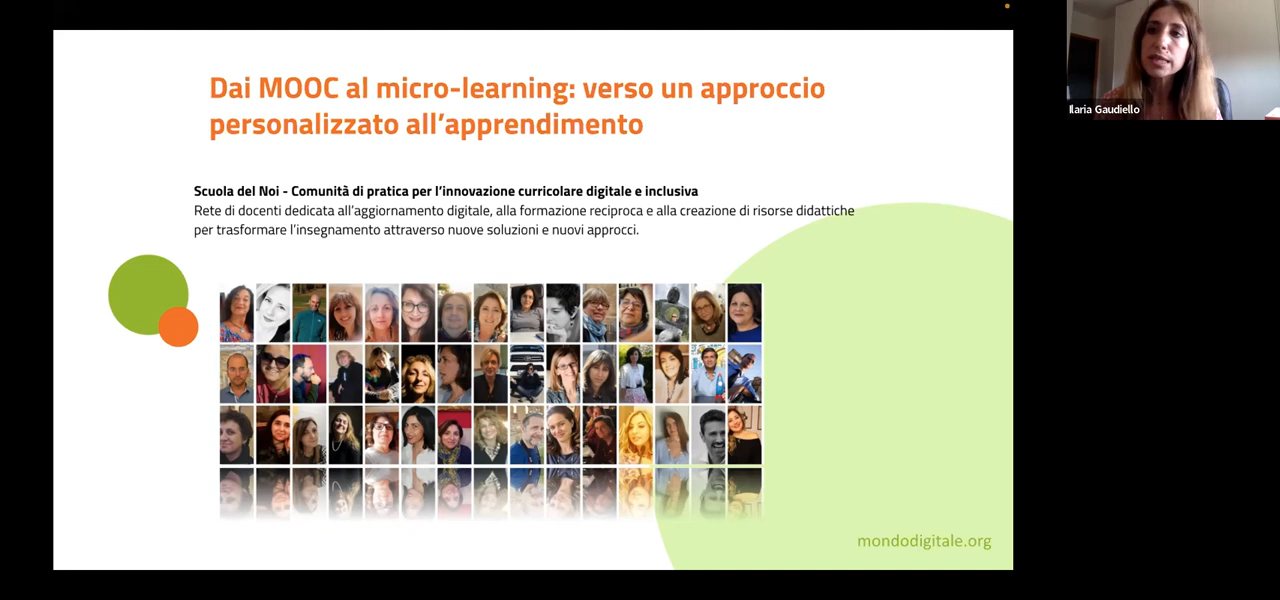 Dai MOOC al micro-learning: verso un approccio
personalizzato all’apprendimento
Scuola del Noi - Comunità di pratica per l’innovazione curricolare digitale e inclusiva
Rete di docenti dedicata all’aggiornamento digitale, alla formazione reciproca e alla creazione di risorse didattiche
per trasformare l’insegnamento attraverso nuove soluzioni e nuovi approcci.
mondodigitale.org
Ilaria Gaudiello